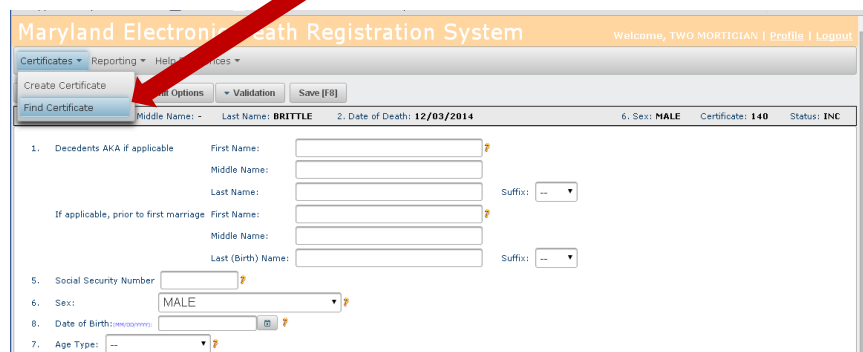 Maryland Electronic Death Registration System Welcome, TWO MORTICIAN | Profile | Logout
Certificates Reporting Help
Create Certificate
Options Validation Save [F8]
Find Certificate
Middle Name: - Last Name: BRITTLE 2. Date of Death: 12/03/2014 6. Sex: MALE Certificate: 140 Status: INC
1. Decedents AKA if applicable First Name: ?
Middle Name:
Last Name: Suffix: --
If applicable, prior to first marriage First Name: ?
Middle Name:
Last (Birth) Name: Suffix: --
5. Social Security Number ?
6. Sex: MALE ?
8. Date of Birth:(MM/DD/YYYY): ?
7. Age Type: -- ?